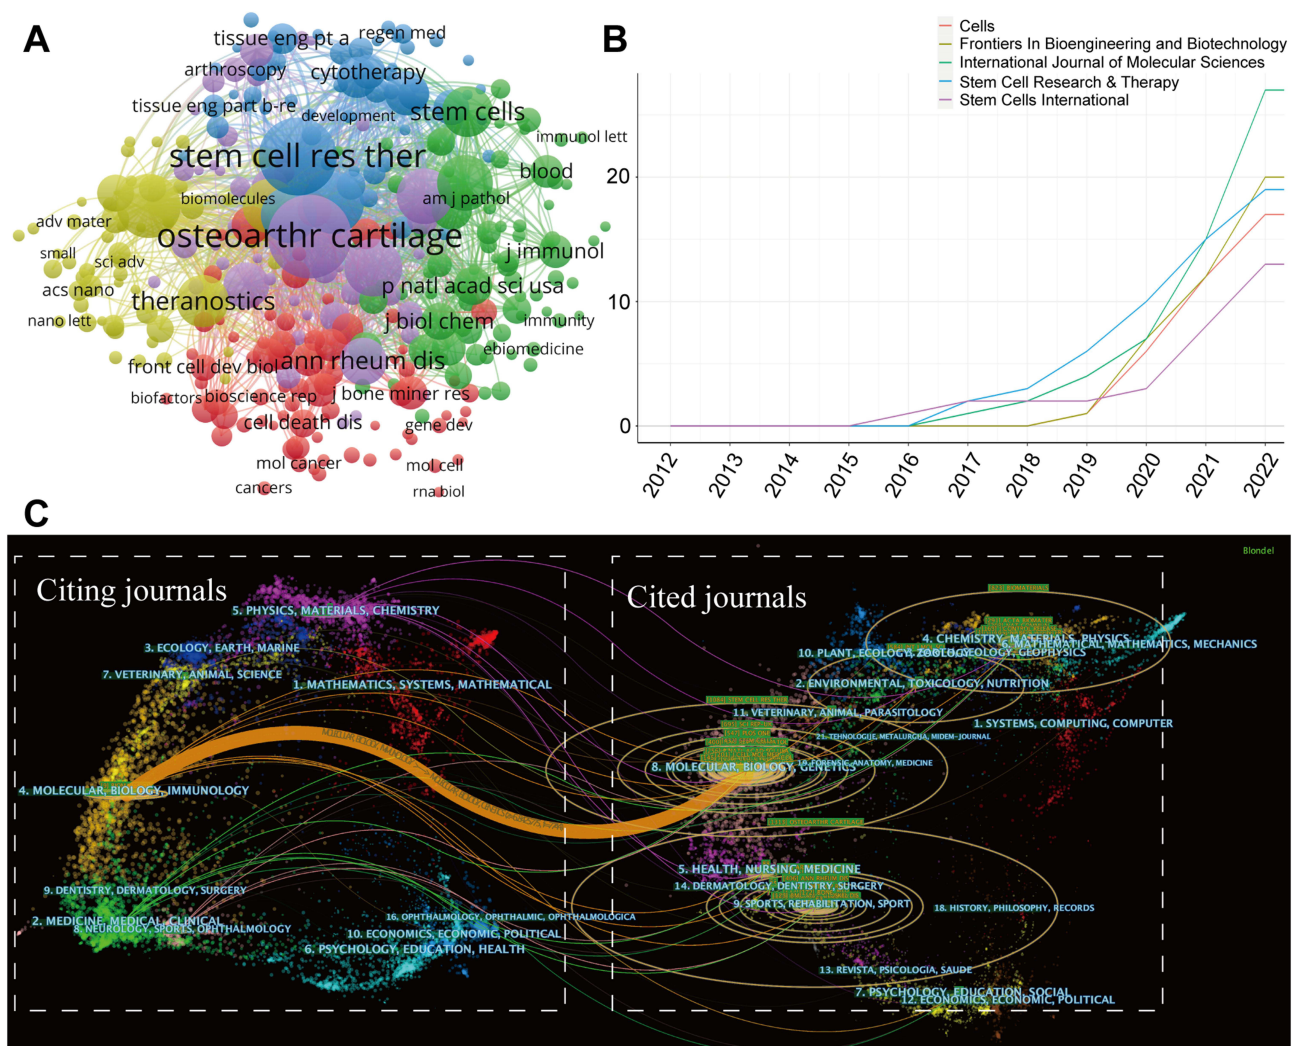 A
tissue eng pt a
regen med
arthroscopy
cytotherapy
tissue eng part b-re
development
stem cells
immunol lett
stem cell res ther
blood
biomolecules
am j pathol
adv mater
osteoarthr cartilage
small
sci adv
j immunol
acs nano
theranostics
p natl acad sci usa
nano lett
j biol chem
immunity
ebiomedicine
front cell dev biol
ann rheum dis
biofactors
bioscience rep
j bone miner res
cell death dis
gene dev
mol cancer
mol cell
cancers
rna biol
B
Cells
Frontiers In Bioengineering and Biotechnology
International Journal of Molecular Sciences
Stem Cell Research & Therapy
Stem Cells International
20
10
0
2012
2013
2014
2015
2016
2017
2018
2019
2020
2021
2022
C
Blondel
Citing journals
5. PHYSICS, MATERIALS, CHEMISTRY
3. ECOLOGY, EARTH, MARINE
7. VETERINARY, ANIMAL, SCIENCE
1. MATHEMATICS, SYSTEMS, MATHEMATICAL
4. MOLECULAR, BIOLOGY, IMMUNOLOGY
9. DENTISTRY, DERMATOLOGY, SURGERY
2. MEDICINE, MEDICAL, CLINICAL
8. NEUROLOGY, SPORTS, OPHTHALMOLOGY
16. OPHTHALMOLOGY, OPHTHALMIC, OPHTHALMOLOGICA
10. ECONOMICS, ECONOMIC, POLITICAL
6. PSYCHOLOGY, EDUCATION, HEALTH
Cited journals
4. CHEMISTRY, MATERIALS, PHYSICS
MATHEMATICAL, MATHEMATICS, MECHANICS
10. PLANT, ECOLOGY, ZOOLOGY
GEOLOGY, GEOPHYSICS
2. ENVIRONMENTAL, TOXICOLOGY, NUTRITION
11. VETERINARY, ANIMAL, PARASITOLOGY
1. SYSTEMS, COMPUTING, COMPUTER
21. TEHNOLOGIJE, METALURGIJA, MIDEM-JOURNAL
8. MOLECULAR, BIOLOGY, GENETICS
FORENSIC, ANATOMY, MEDICINE
5. HEALTH, NURSING, MEDICINE
14. DERMATOLOGY, DENTISTRY, SURGERY
9. SPORTS, REHABILITATION, SPORT
18. HISTORY, PHILOSOPHY, RECORDS
13. REVISTA, PSICOLOGIA, SAUDE
7. PSYCHOLOGY, EDUCATION, SOCIAL
12. ECONOMICS, ECONOMIC, POLITICAL